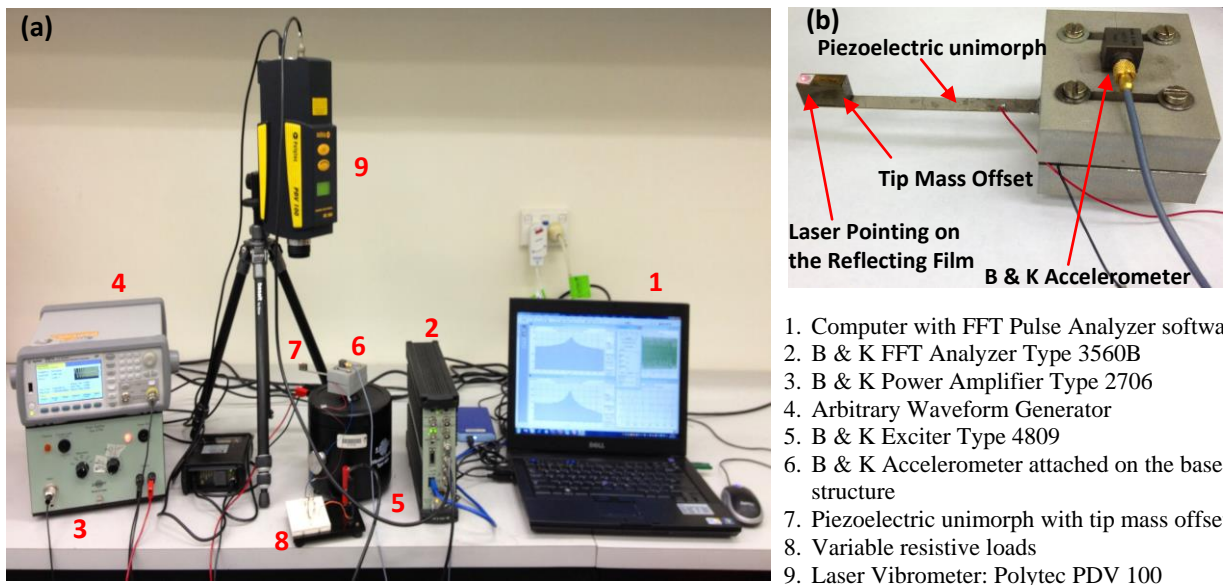 (a)
9
4
1
2
7
6
5
3
8
PDV 100
DELL
(b)
Piezoelectric unimorph
Tip Mass Offset
Laser Pointing on
the Reflecting Film
B & K Accelerometer
1. Computer with FFT Pulse Analyzer softwa
2. B & K FFT Analyzer Type 3560B
3. B & K Power Amplifier Type 2706
4. Arbitrary Waveform Generator
5. B & K Exciter Type 4809
6. B & K Accelerometer attached on the base
structure
7. Piezoelectric unimorph with tip mass offse
8. Variable resistive loads
9. Laser Vibrometer: Polytec PDV 100